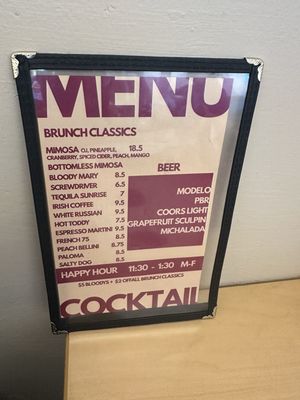 MENU
BRUNCH CLASSICS
MIMOSA OJ, PINEAPPLE, 18.5
CRANBERRY, SPICED CIDER, PEACH, MANGO
BOTTOMLESS MIMOSA
BLOODY MARY 8.5
SCREWDRIVER 6.5
TEQUILA SUNRISE 7
IRISH COFFEE 9.5
WHITE RUSSIAN 9.5
HOT TODDY 7.5
ESPRESSO MARTINI 9.5
FRENCH 75 8.5
PEACH BELLINI 8.75
PALOMA 8.5
SALTY DOG 8.5
BEER
MODELO
PBR
COORS LIGHT
GRAPEFRUIT SCULPIN
MICHALADA
HAPPY HOUR 11:30 - 1:30 M-F
$5 BLOODYS + $2 OFF ALL BRUNCH CLASSICS
COCKTAIL